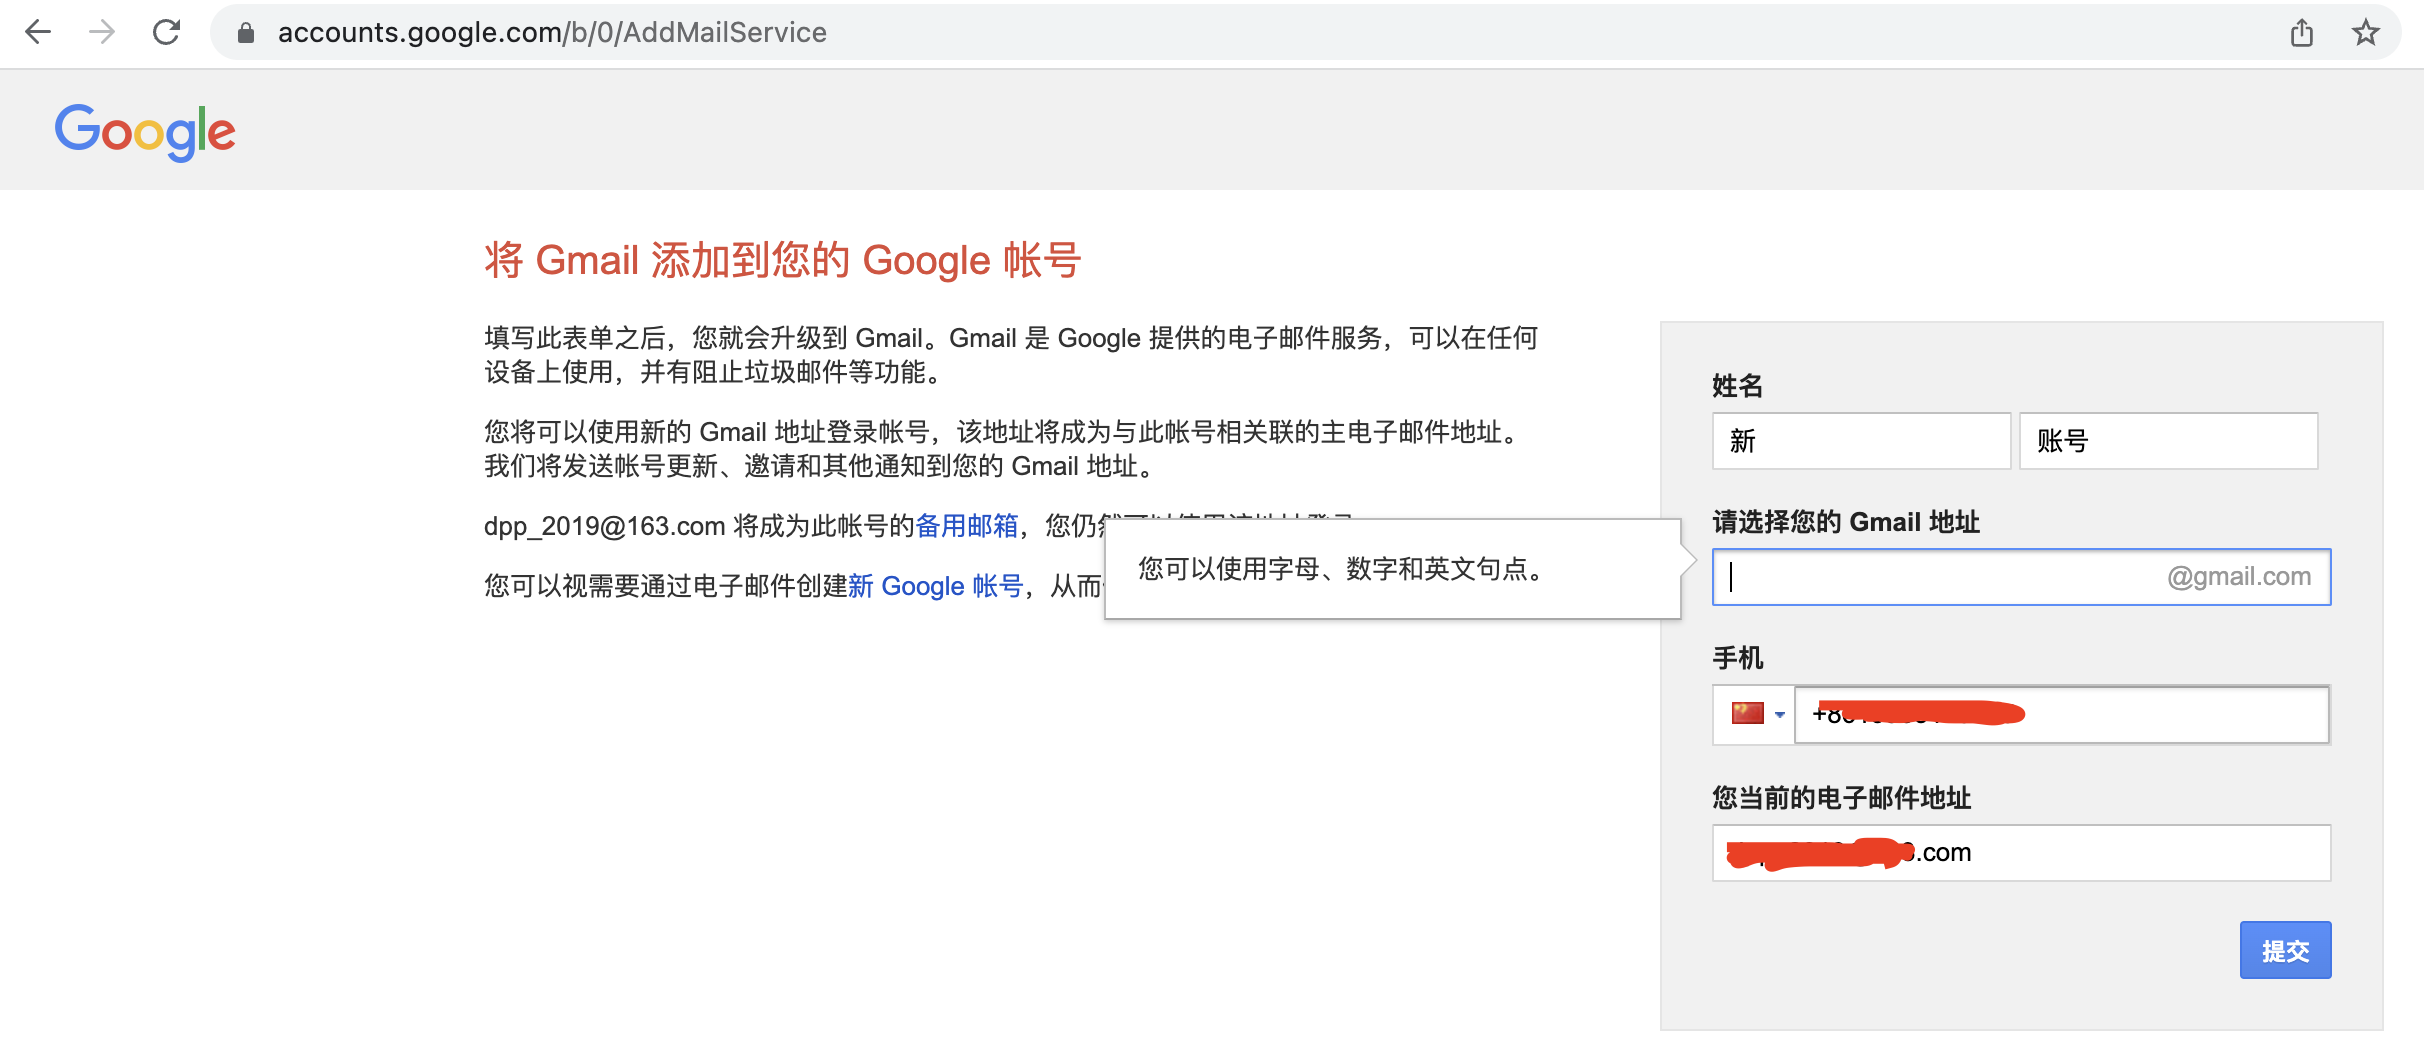 accounts.google.com/b/0/AddMailService
Google
将 Gmail 添加到您的 Google 帐号
填写此表单之后，您就会升级到 Gmail。Gmail 是 Google 提供的电子邮件服务，可以在任何
设备上使用，并有阻止垃圾邮件等功能。
您将可以使用新的 Gmail 地址登录帐号，该地址将成为与此帐号相关联的主电子邮件地址。
我们将发送帐号更新、邀请和其他通知到您的 Gmail 地址。
dpp_2019@163.com 将成为此帐号的备用邮箱，您仍
您可以视需要通过电子邮件创建新 Google 帐号，从而
您可以使用字母、数字和英文句点。
姓名
新 账号
请选择您的 Gmail 地址
@gmail.com
手机
您当前的电子邮件地址
.com
提交